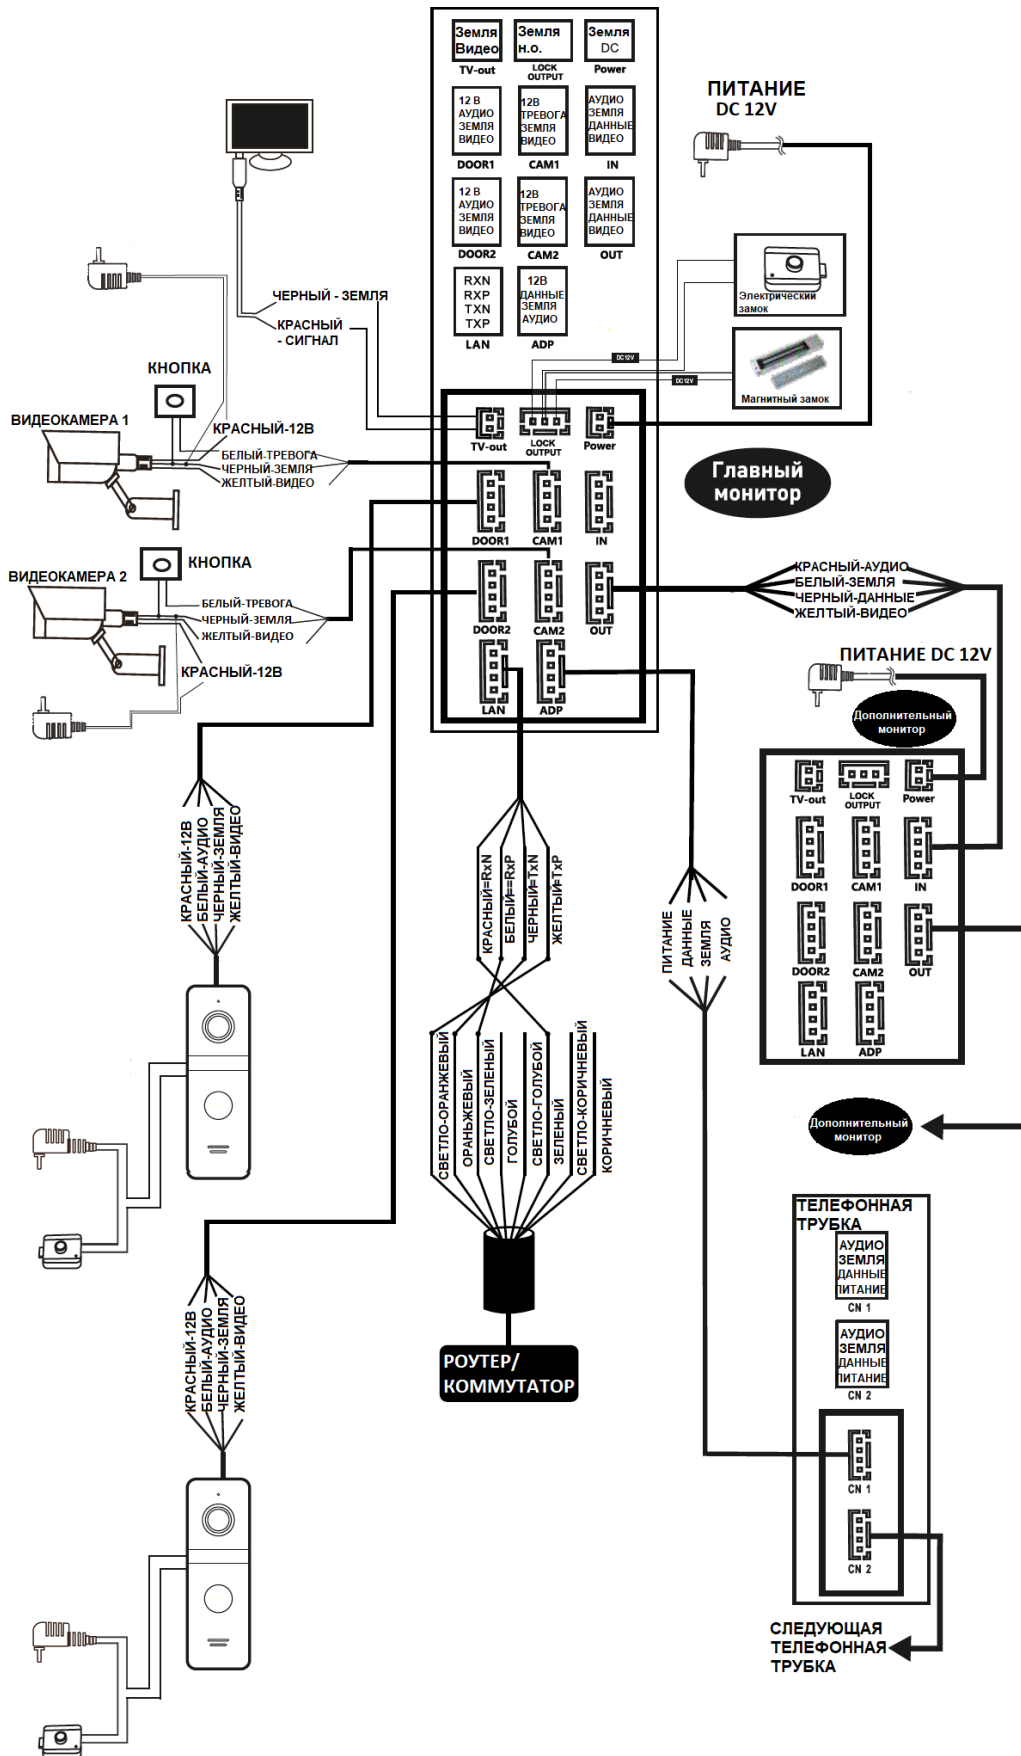 Земля
Видео
TV-out
Земля
н.о.
LOCK
OUTPUT
Земля
DC
Power
12 В
АУДИО
ЗЕМЛЯ
ВИДЕО
DOOR1
12В
ТРЕВОГА
ЗЕМЛЯ
ВИДЕО
CAM1
АУДИО
ЗЕМЛЯ
ДАННЫЕ
ВИДЕО
IN
12 В
АУДИО
ЗЕМЛЯ
ВИДЕО
DOOR2
12В
ТРЕВОГА
ЗЕМЛЯ
ВИДЕО
CAM2
АУДИО
ЗЕМЛЯ
ДАННЫЕ
ВИДЕО
OUT
RXN
RXP
TXN
TXP
LAN
12В
ДАННЫЕ
ЗЕМЛЯ
АУДИО
ADP
ПИТАНИЕ
DC 12V
Электрический
замок
DC12V
DC12V
Магнитный замок
ЧЕРНЫЙ - ЗЕМЛЯ
КРАСНЫЙ
- СИГНАЛ
КНОПКА
ВИДЕОКАМЕРА 1
КРАСНЫЙ-12В
БЕЛЫЙ-ТРЕВОГА
ЧЕРНЫЙ-ЗЕМЛЯ
ЖЕЛТЫЙ-ВИДЕО
TV-out
LOCK
OUTPUT
Power
DOOR1
CAM1
IN
DOOR2
CAM2
OUT
LAN
ADP
Главный
монитор
КНОПКА
ВИДЕОКАМЕРА 2
БЕЛЫЙ-ТРЕВОГА
ЧЕРНЫЙ-ЗЕМЛЯ
ЖЕЛТЫЙ-ВИДЕО
КРАСНЫЙ-12В
КРАСНЫЙ-АУДИО
БЕЛЫЙ-ЗЕМЛЯ
ЧЕРНЫЙ-ДАННЫЕ
ЖЕЛТЫЙ-ВИДЕО
ПИТАНИЕ DC 12V
Дополнительный
монитор
TV-out
LOCK
OUTPUT
Power
DOOR1
CAM1
IN
DOOR2
CAM2
OUT
LAN
ADP
КРАСНЫЙ-12В
БЕЛЫЙ-АУДИО
ЧЕРНЫЙ-ЗЕМЛЯ
ЖЕЛТЫЙ-ВИДЕО
КРАСНЫЙ=RxN
БЕЛЫЙ==RxP
ЧЕРНЫЙ=TxN
ЖЕЛТЫЙ=TxP
ПИТАНИЕ
ДАННЫЕ
ЗЕМЛЯ
АУДИО
СВЕТЛО-ОРАНЖЕВЫЙ
ОРАНЬЖЕВЫЙ
СВЕТЛО-ЗЕЛЕНЫЙ
ГОЛУБОЙ
СВЕТЛО-ГОЛУБОЙ
ЗЕЛЕНЫЙ
СВЕТЛО-КОРИЧНЕВЫЙ
КОРИЧНЕВЫЙ
Дополнительный
монитор
ТЕЛЕФОННАЯ
ТРУБКА
АУДИО
ЗЕМЛЯ
ДАННЫЕ
ПИТАНИЕ
CN 1
АУДИО
ЗЕМЛЯ
ДАННЫЕ
ПИТАНИЕ
CN 2
CN 1
CN 2
КРАСНЫЙ-12В
БЕЛЫЙ-АУДИО
ЧЕРНЫЙ-ЗЕМЛЯ
ЖЕЛТЫЙ-ВИДЕО
РОУТЕР/
КОММУТАТОР
СЛЕДУЮЩАЯ
ТЕЛЕФОННАЯ
ТРУБКА